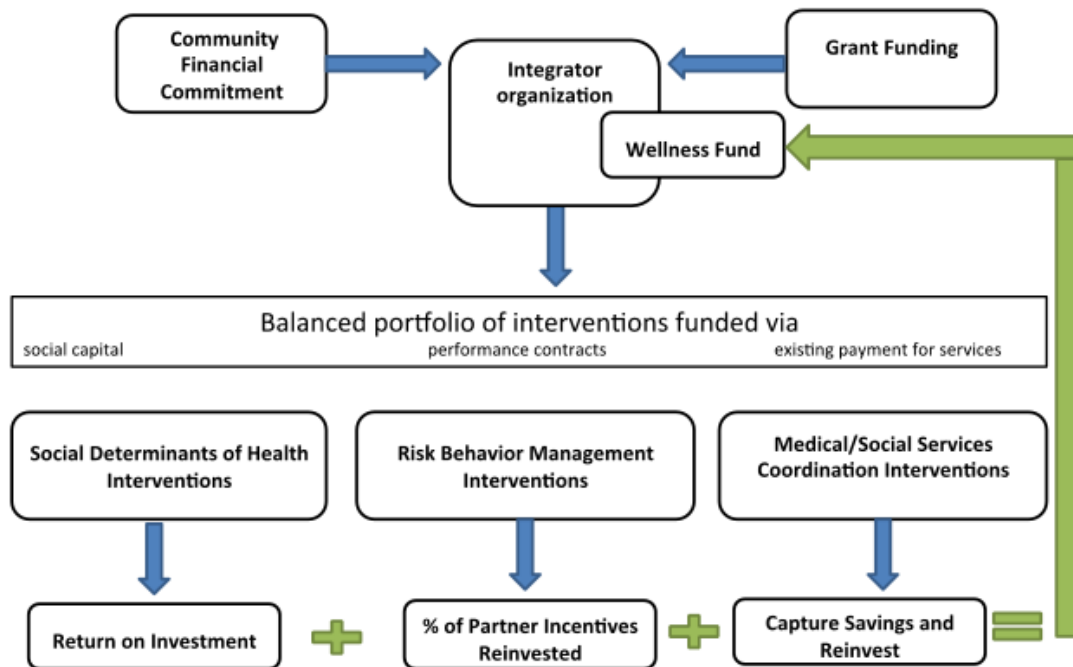 Community
Financial
Commitment
Integrator
organization
Grant Funding
Wellness Fund
Balanced portfolio of interventions funded via
social capital
performance contracts
existing payment for services
Social Determinants of Health
Interventions
Risk Behavior Management
Interventions
Medical/Social Services
Coordination Interventions
Return on Investment
% of Partner Incentives
Reinvested
Capture Savings and
Reinvest